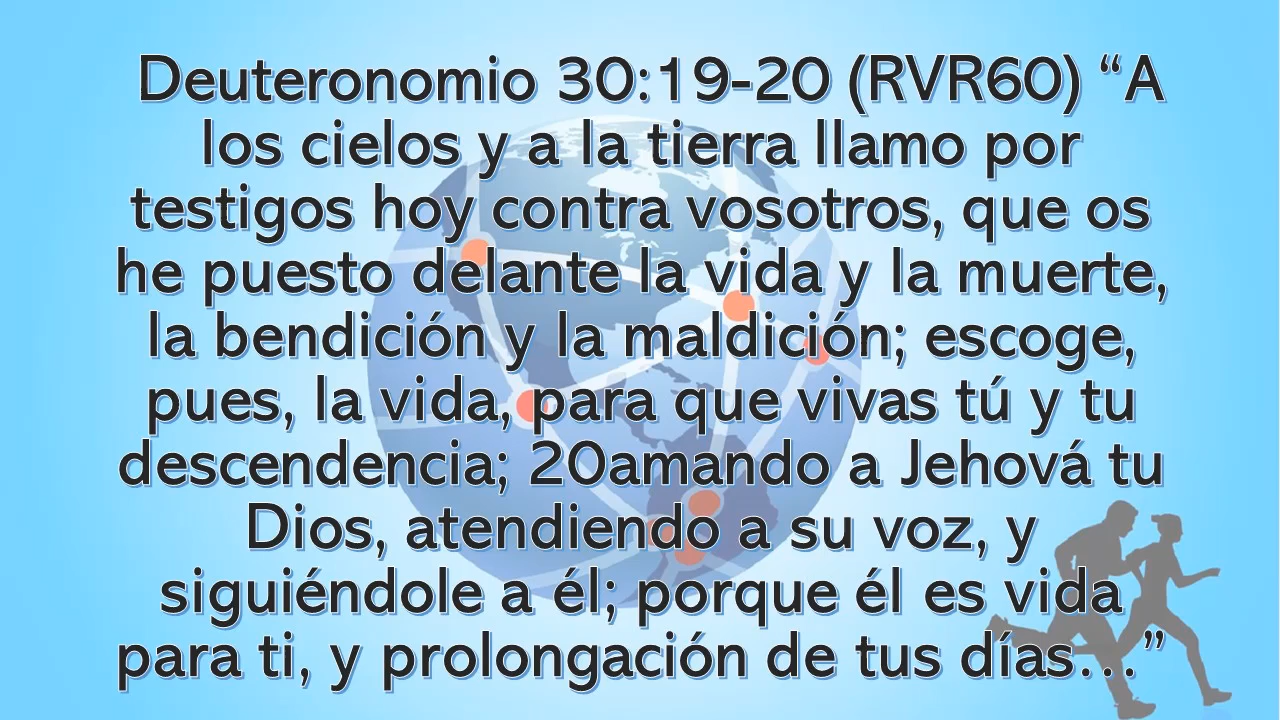 Deuteronomio 30:19-20 (RVR60) “A
los cielos y a la tierra llamo por
testigos hoy contra vosotros, que os
he puesto delante la vida y la muerte,
la bendición y la maldición; escoge,
pues, la vida, para que vivas tú y tu
descendencia; 20amando a Jehová tu
Dios, atendiendo a su voz, y
siguiéndole a él; porque él es vida
para ti, y prolongación de tus días…”